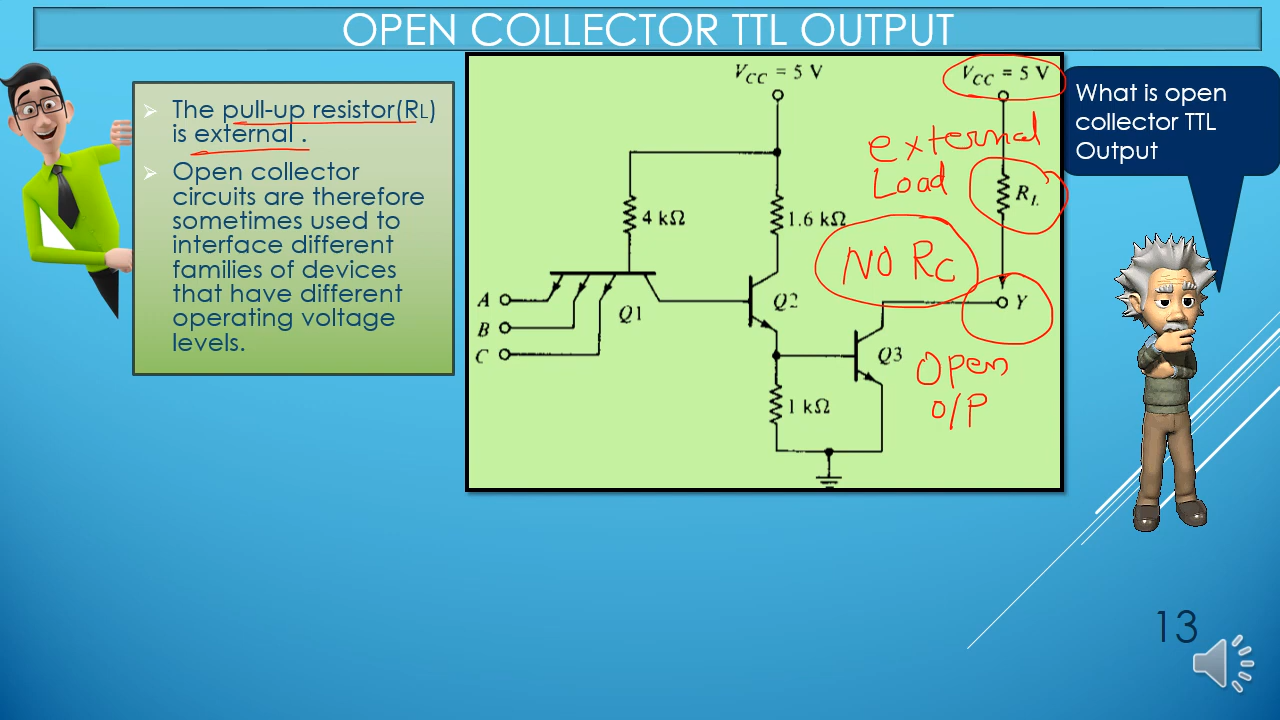 OPEN COLLECTOR TTL OUTPUT
The pull-up resistor(RL)
is external .
Open collector
circuits are therefore
sometimes used to
interface different
families of devices
that have different
operating voltage
levels.
VCC = 5 V
VCC = 5 V
external
Load
RL
4 kΩ
1.6 kΩ
NO RC
A
B
C
Q1
Q2
Y
Q3
Open
O/P
1 kΩ
What is open
collector TTL
Output
13